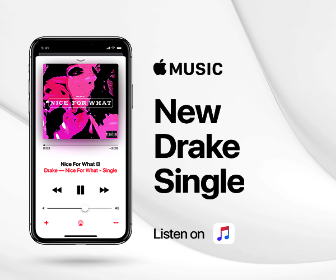 MUSIC
New
Drake
Single
Listen on
NICE FOR WHAT
Nice For What 🅴
Drake — Nice For What - Single